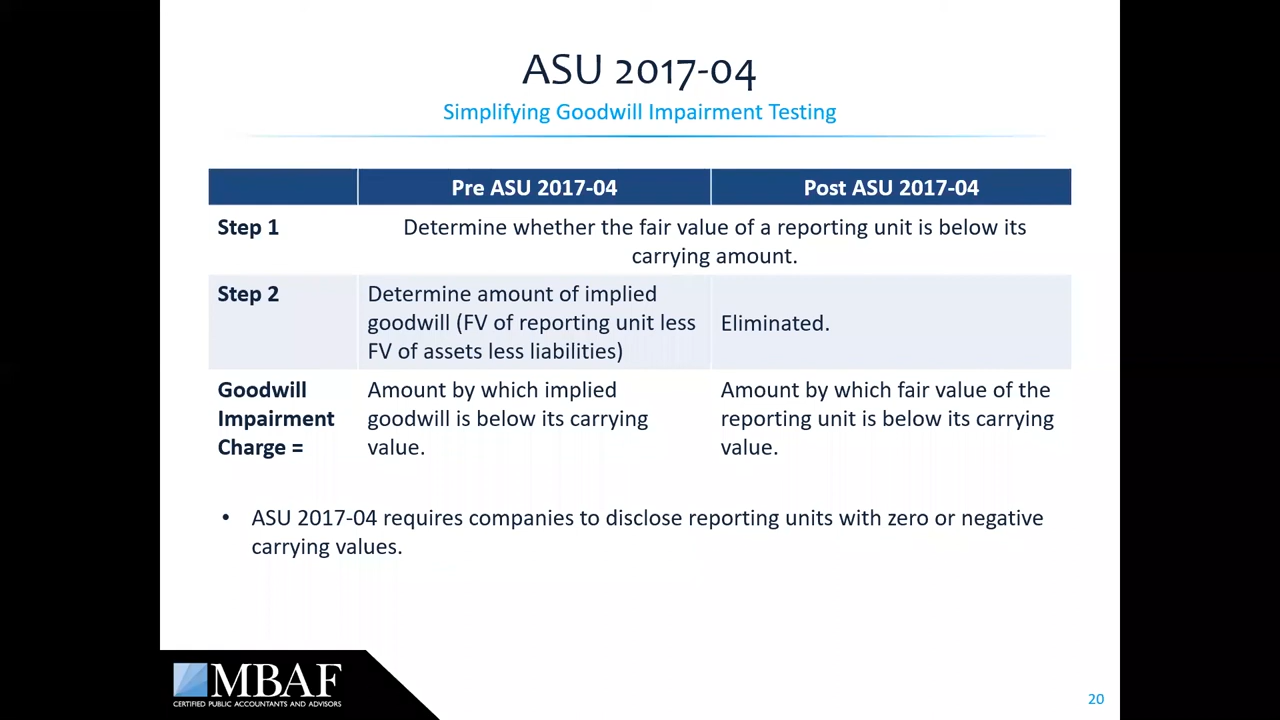 ASU 2017-04
Simplifying Goodwill Impairment Testing
Pre ASU 2017-04
Post ASU 2017-04
Step 1
Determine whether the fair value of a reporting unit is below its
carrying amount.
Step 2
Determine amount of implied
goodwill (FV of reporting unit less
FV of assets less liabilities)
Eliminated.
Goodwill
Impairment
Charge =
Amount by which implied
goodwill is below its carrying
value.
Amount by which fair value of the
reporting unit is below its carrying
value.
• ASU 2017-04 requires companies to disclose reporting units with zero or negative
carrying values.
MBAF
CERTIFIED PUBLIC ACCOUNTANTS AND ADVISORS
20